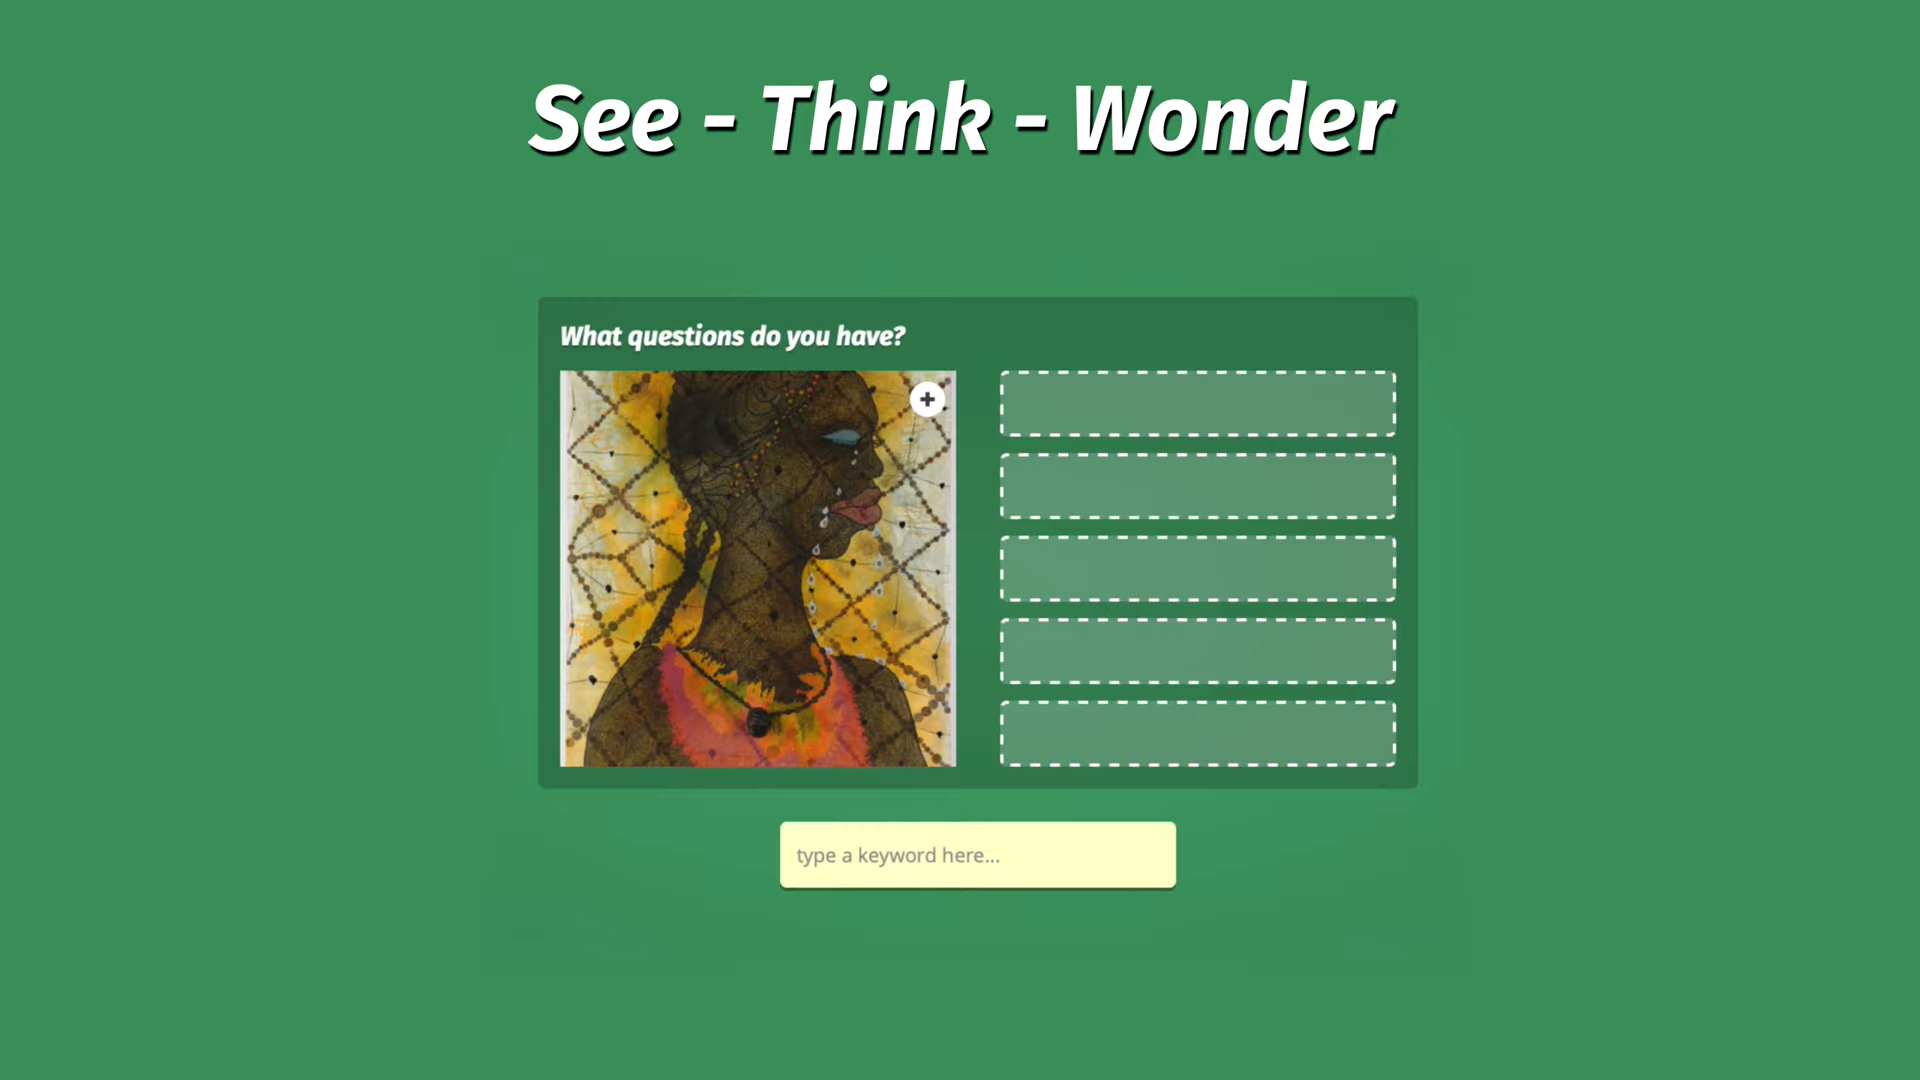 See - Think - Wonder
What questions do you have?
type a keyword here...